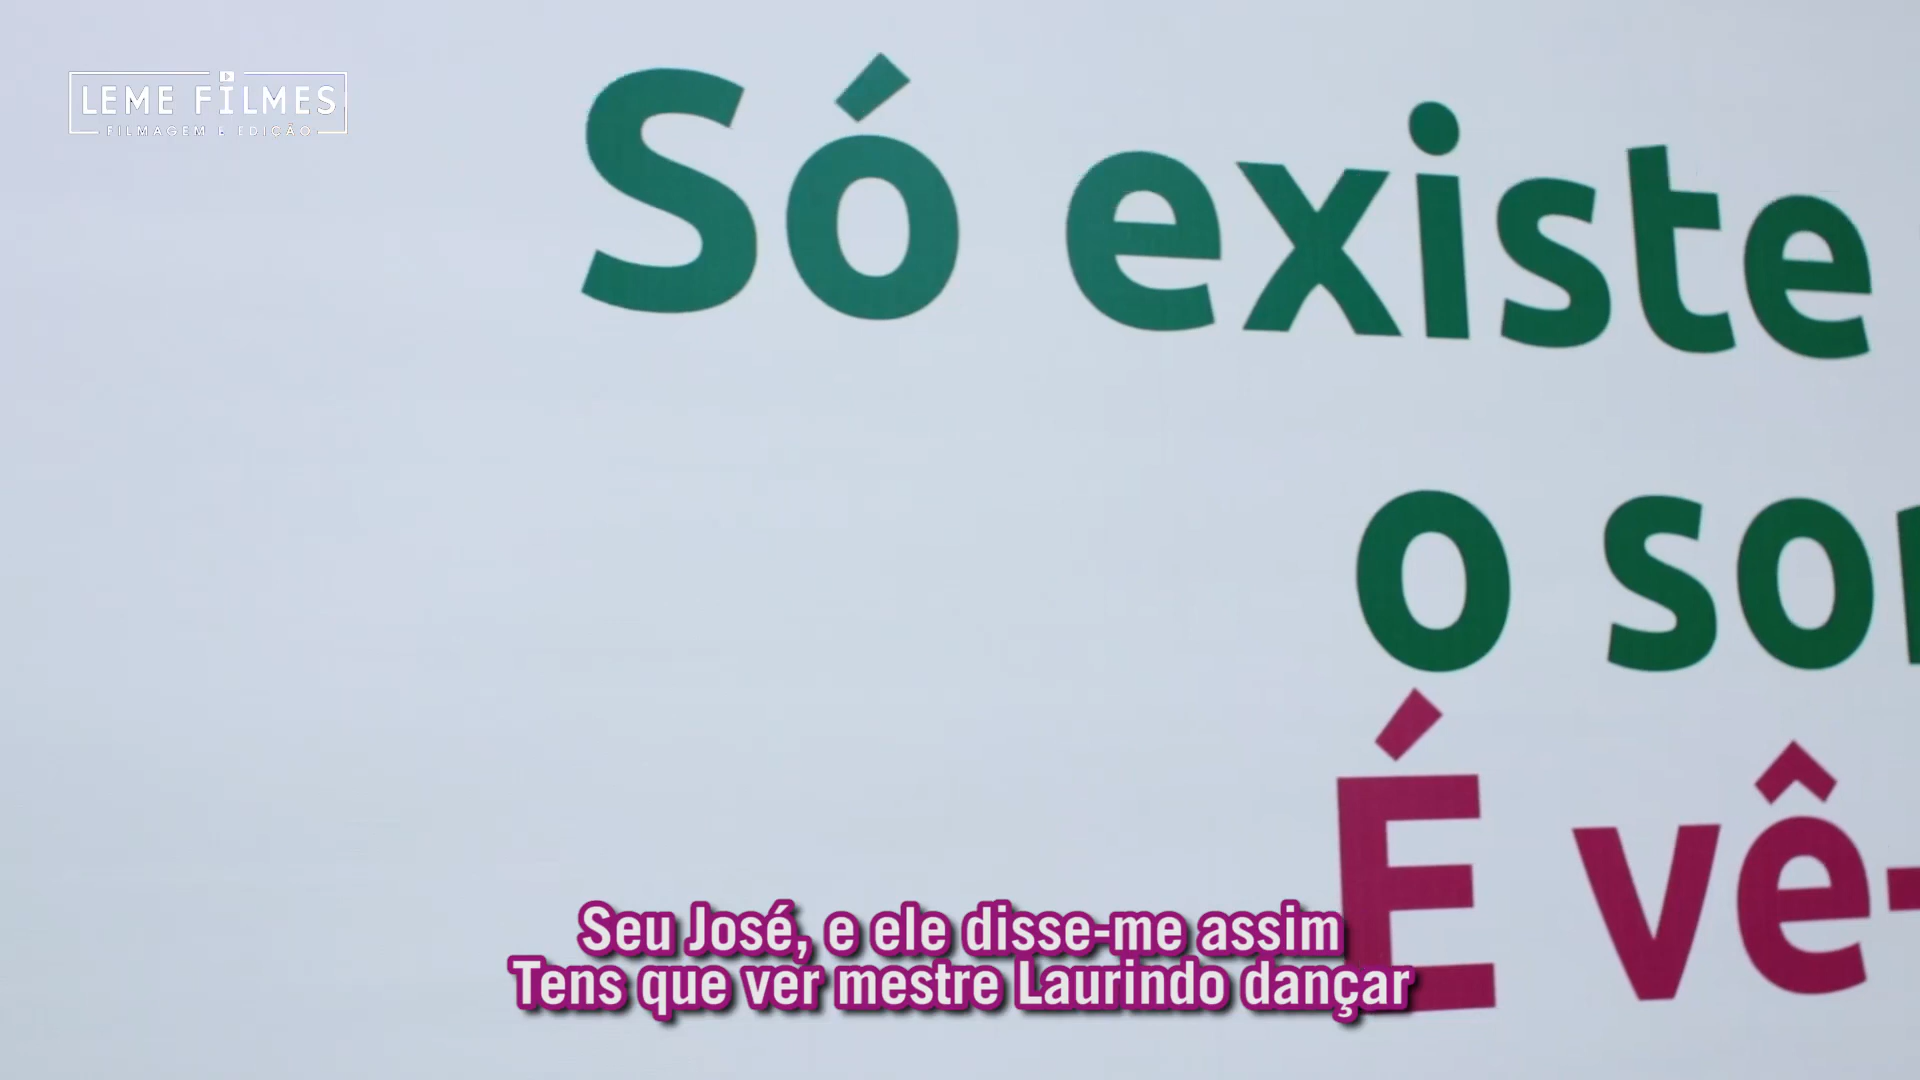 LEME FILMES
FILMAGEM E EDIÇÃO
Só existe
o so
É vê-
Seu José, e ele disse-me assim
Tens que ver mestre Laurindo dançar